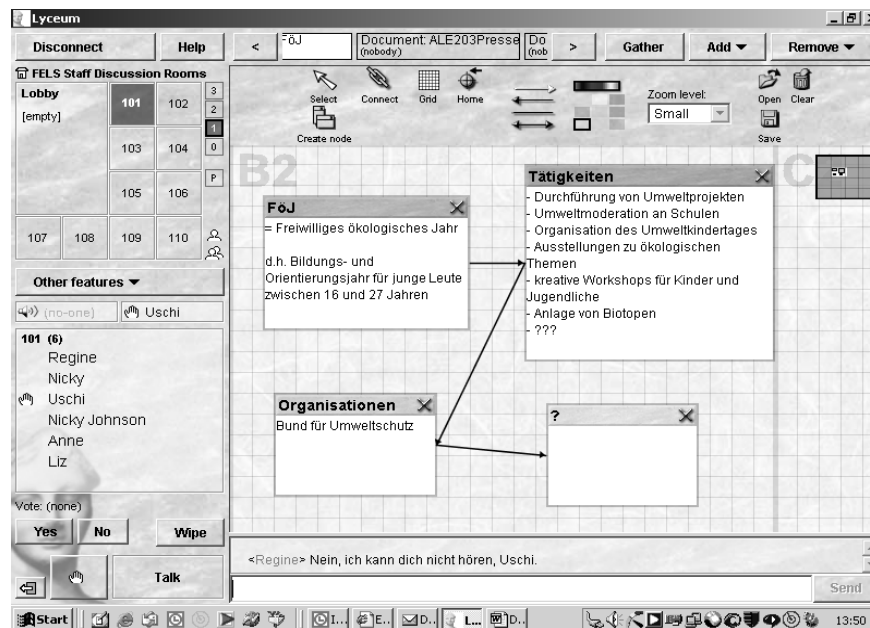 Lyceum
Disconnect
Help
<
FöJ
Document: ALE203Presse
(nobody)
Do
(nob
>
Gather
Add
Remove
FELS Staff Discussion Rooms
Lobby
[empty]
101
102
103
104
105
106
107
108
109
110
3
2
1
0
P
Other features
(no-one)
Uschi
101 (6)
Regine
Nicky
Uschi
Nicky Johnson
Anne
Liz
Vote: (none)
Yes
No
Wipe
Talk
Select
Connect
Grid
Home
Create node
Zoom level:
Small
Open
Clear
Save
B2
C
FöJ
= Freiwilliges ökologisches Jahr
d.h. Bildungs- und
Orientierungsjahr für junge Leute
zwischen 16 und 27 Jahren
Tätigkeiten
- Durchführung von Umweltprojekten
- Umweltmoderation an Schulen
- Organisation des Umweltkindertages
- Ausstellungen zu ökologischen
Themen
- kreative Workshops für Kinder und
Jugendliche
- Anlage von Biotopen
- ???
Organisationen
Bund für Umweltschutz
?
<Regine> Nein, ich kann dich nicht hören, Uschi.
Send
Start
I...
E..
D..
L...
D..
13:50